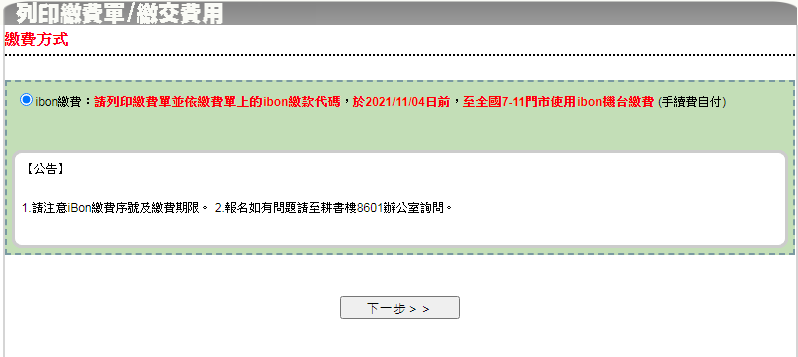 列印繳費單/繳交費用
繳費方式
ibon繳費：請列印繳費單並依繳費單上的ibon繳款代碼，於2021/11/04日前，至全國7-11門市使用ibon機台繳費 (手續費自付)
【公告】
1.請注意iBon繳費序號及繳費期限。 2.報名如有問題請至耕書樓8601辦公室詢問。
下一步 > >